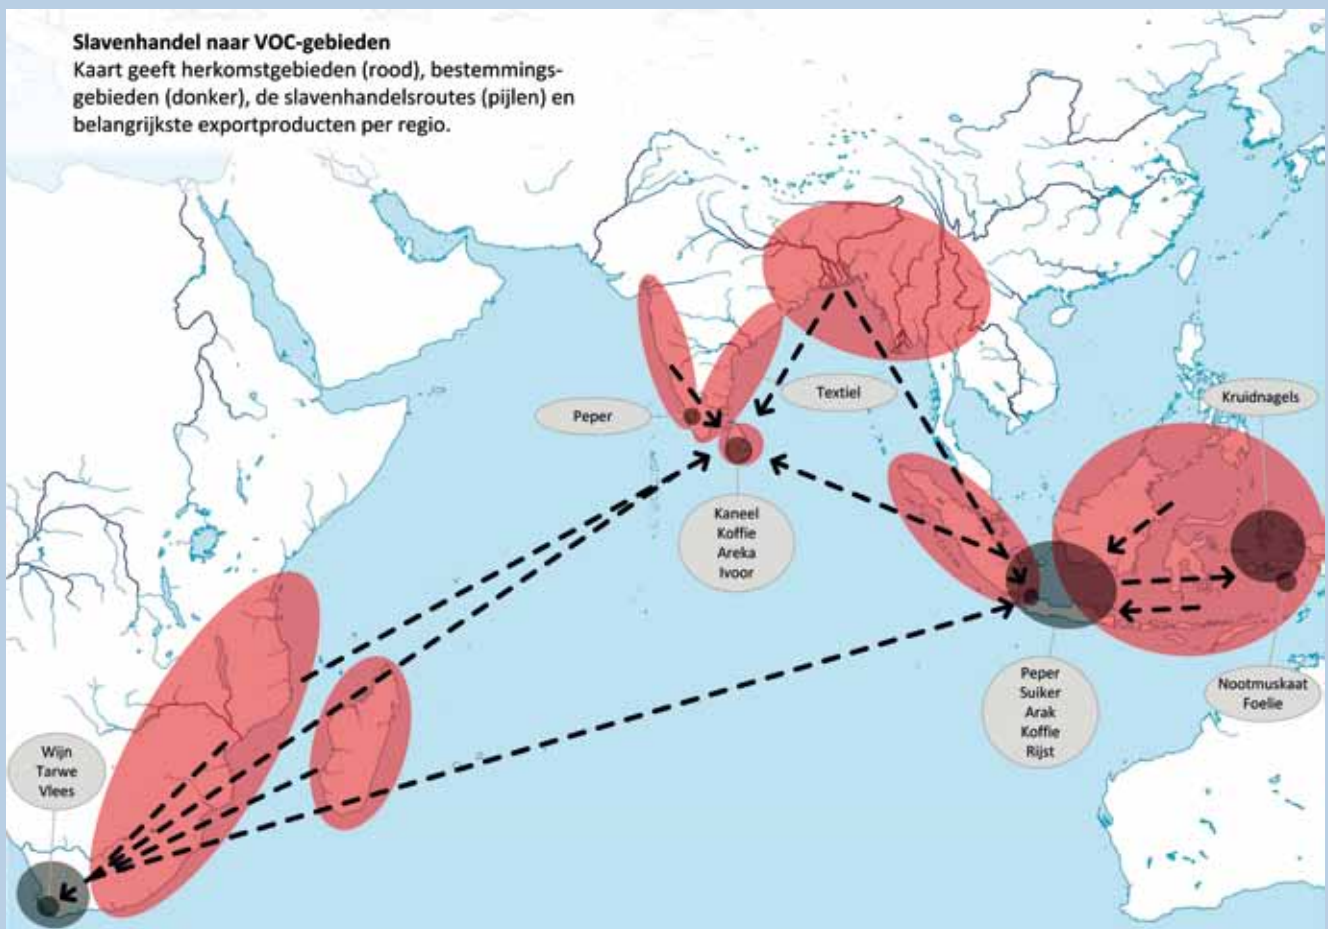 Slavenhandel naar VOC-gebieden
Kaart geeft herkomstgebieden (rood), bestemmings-
gebieden (donker), de slavenhandelsroutes (pijlen) en
belangrijkste exportproducten per regio.
Kruidnagels
Textiel
Peper
Kaneel
Koffie
Areka
Ivoor
Peper
Suiker
Arak
Koffie
Rijst
Nootmuskaat
Foelie
Wijn
Tarwe
Vlees